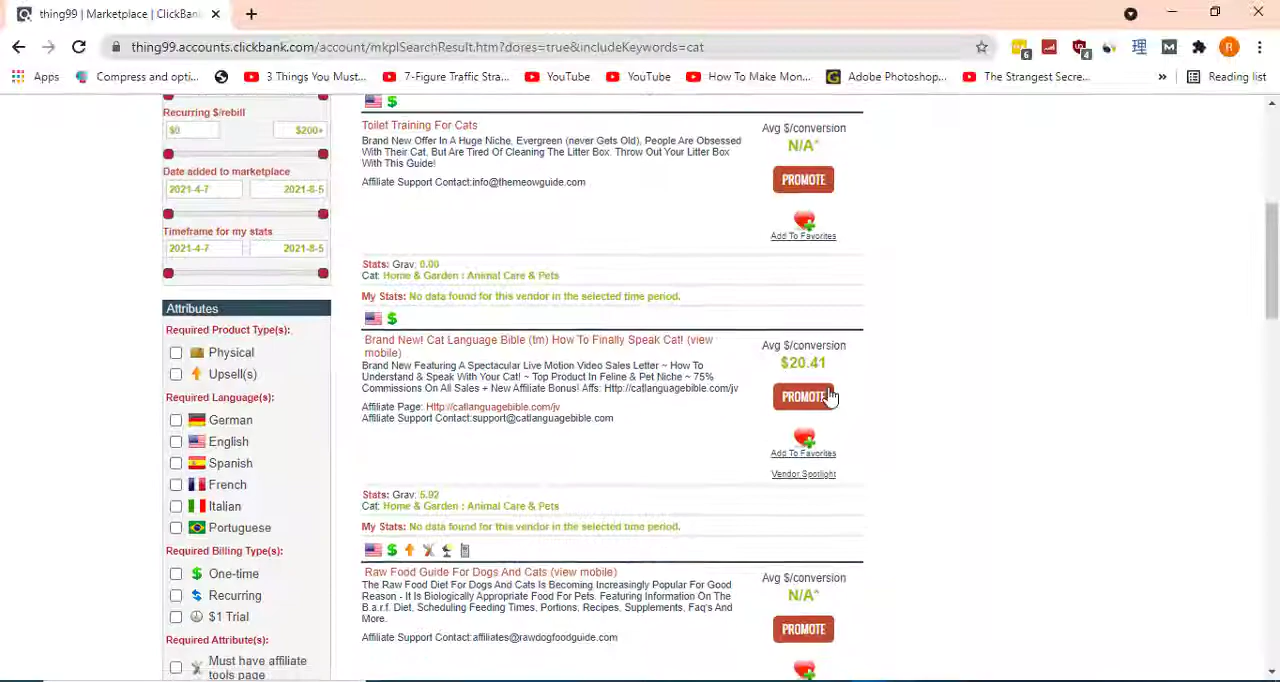 thing99 | Marketplace | ClickBan
thing99.accounts.clickbank.com/account/mkplSearchResult.htm?dores=true&includeKeywords=cat
6
4
M
R
Apps
Compress and opti...
3 Things You Must...
7-Figure Traffic Stra...
YouTube
YouTube
How To Make Mon...
Adobe Photoshop...
The Strangest Secre...
Reading list
Recurring $/rebill
$0
$200+
Date added to marketplace
2021-4-7
2021-8-5
Timeframe for my stats
2021-4-7
2021-8-5
Attributes
Required Product Type(s):
Physical
Upsell(s)
Required Language(s):
German
English
Spanish
French
Italian
Portuguese
Required Billing Type(s):
One-time
Recurring
$1 Trial
Required Attribute(s):
Must have affiliate
tools page
Toilet Training For Cats
Brand New Offer In A Huge Niche, Evergreen (never Gets Old), People Are Obsessed
With Their Cat, But Are Tired Of Cleaning The Litter Box. Throw Out Your Litter Box
With This Guide!
Affiliate Support Contact:info@themeowguide.com
Avg $/conversion
N/A*
PROMOTE
Add To Favorites
Stats: Grav: 0.00
Cat: Home & Garden : Animal Care & Pets
My Stats: No data found for this vendor in the selected time period.
Brand New! Cat Language Bible (tm) How To Finally Speak Cat! (view
mobile)
Brand New Featuring A Spectacular Live Motion Video Sales Letter ~ How To
Understand & Speak With Your Cat! ~ Top Product In Feline & Pet Niche ~ 75%
Commissions On All Sales + New Affiliate Bonus! Affs: Http://catlanguagebible.com/jv
Affiliate Page: Http://catlanguagebible.com/jv
Affiliate Support Contact:support@catlanguagebible.com
Avg $/conversion
$20.41
PROMOTE
Add To Favorites
Vendor Spotlight
Stats: Grav: 5.92
Cat: Home & Garden : Animal Care & Pets
My Stats: No data found for this vendor in the selected time period.
Raw Food Guide For Dogs And Cats (view mobile)
The Raw Food Diet For Dogs And Cats Is Becoming Increasingly Popular For Good
Reason - It Is Biologically Appropriate Food For Pets. Featuring Information On The
B.a.r.f. Diet, Scheduling Feeding Times, Portions, Recipes, Supplements, Faq's And
More.
Affiliate Support Contact:affiliates@rawdogfoodguide.com
Avg $/conversion
N/A*
PROMOTE